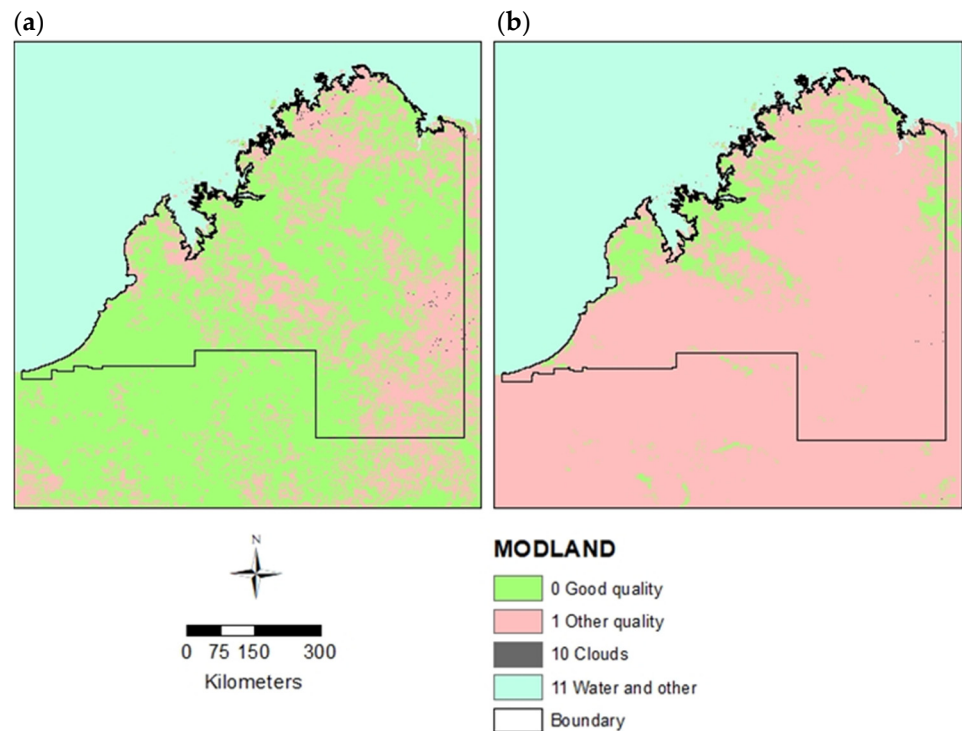 (a) (b)
N
0 75 150 300
Kilometers
MODLAND
0 Good quality
1 Other quality
10 Clouds
11 Water and other
Boundary